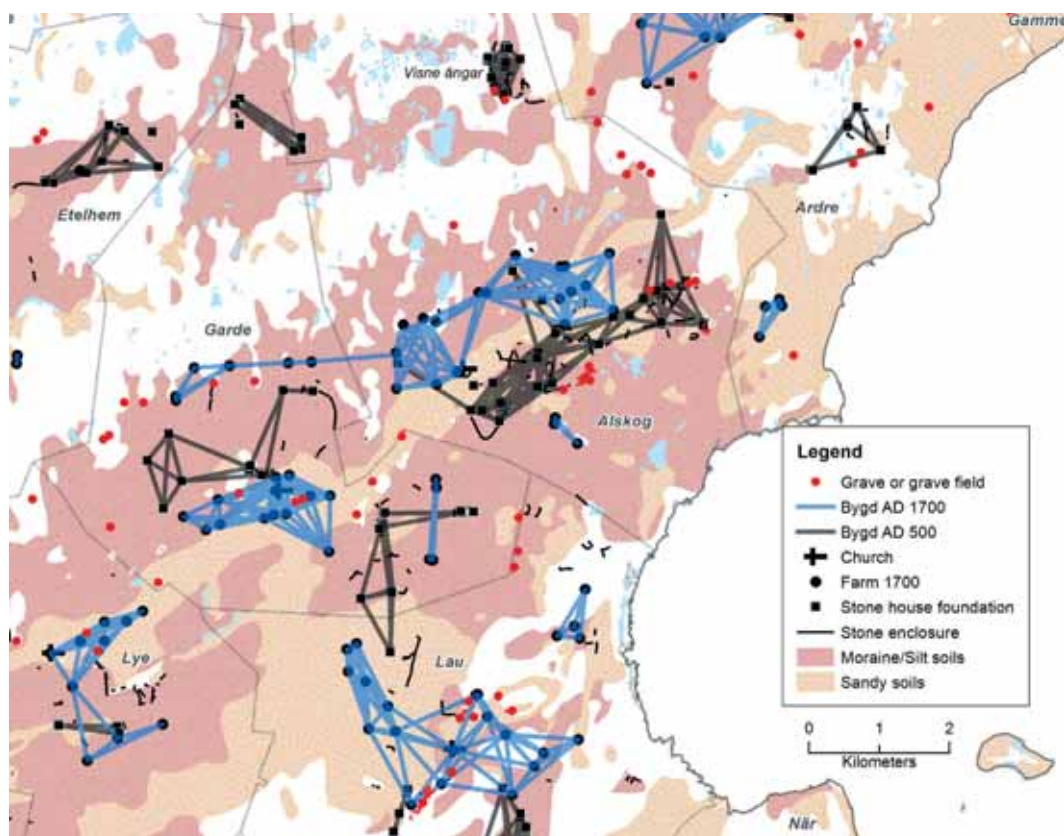 Gamme
Visne ängar
Etelhem
Ardre
Garde
Alskog
Legend
Grave or grave field
Bygd AD 1700
Bygd AD 500
Church
Farm 1700
Stone house foundation
Stone enclosure
Moraine/Silt soils
Sandy soils
Lye
Lau
0 1 2
Kilometers
När